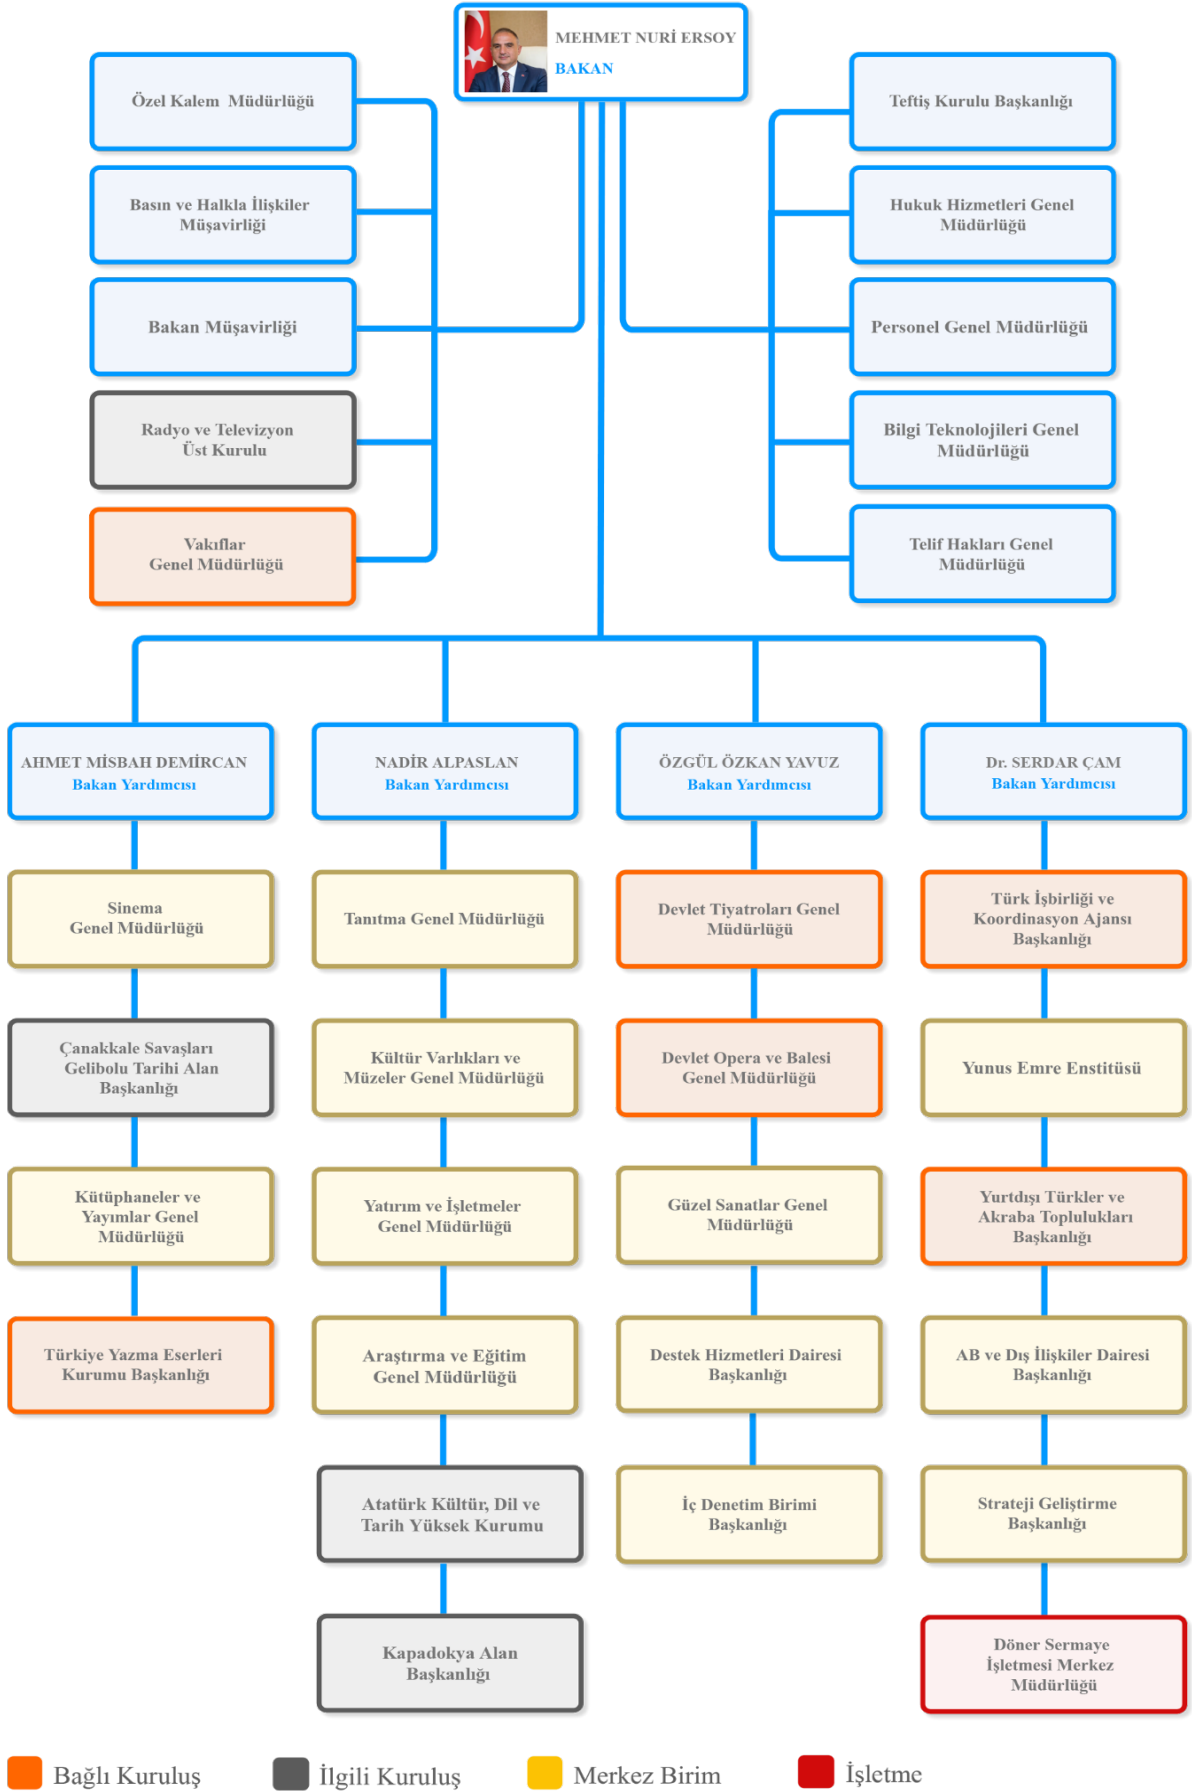 MEHMET NURİ ERSOY
BAKAN
Özel Kalem Müdürlüğü
Basın ve Halkla İlişkiler
Müşavirliği
Bakan Müşavirliği
Radyo ve Televizyon
Üst Kurulu
Vakıflar
Genel Müdürlüğü
Teftiş Kurulu Başkanlığı
Hukuk Hizmetleri Genel
Müdürlüğü
Personel Genel Müdürlüğü
Bilgi Teknolojileri Genel
Müdürlüğü
Telif Hakları Genel
Müdürlüğü
AHMET MİSBAH DEMİRCAN
Bakan Yardımcısı
Sinema
Genel Müdürlüğü
Çanakkale Savaşları
Gelibolu Tarihi Alan
Başkanlığı
Kütüphaneler ve
Yayımlar Genel
Müdürlüğü
Türkiye Yazma Eserleri
Kurumu Başkanlığı
NADİR ALPASLAN
Bakan Yardımcısı
Tanıtma Genel Müdürlüğü
Kültür Varlıkları ve
Müzeler Genel Müdürlüğü
Yatırım ve İşletmeler
Genel Müdürlüğü
Araştırma ve Eğitim
Genel Müdürlüğü
Atatürk Kültür, Dil ve
Tarih Yüksek Kurumu
Kapadokya Alan
Başkanlığı
ÖZGÜL ÖZKAN YAVUZ
Bakan Yardımcısı
Devlet Tiyatroları Genel
Müdürlüğü
Devlet Opera ve Balesi
Genel Müdürlüğü
Güzel Sanatlar Genel
Müdürlüğü
Destek Hizmetleri Dairesi
Başkanlığı
İç Denetim Birimi
Başkanlığı
Dr. SERDAR ÇAM
Bakan Yardımcısı
Türk İşbirliği ve
Koordinasyon Ajansı
Başkanlığı
Yunus Emre Enstitüsü
Yurtdışı Türkler ve
Akraba Toplulukları
Başkanlığı
AB ve Dış İlişkiler Dairesi
Başkanlığı
Strateji Geliştirme
Başkanlığı
Döner Sermaye
İşletmesi Merkez
Müdürlüğü
Bağlı Kuruluş
İlgili Kuruluş
Merkez Birim
İşletme